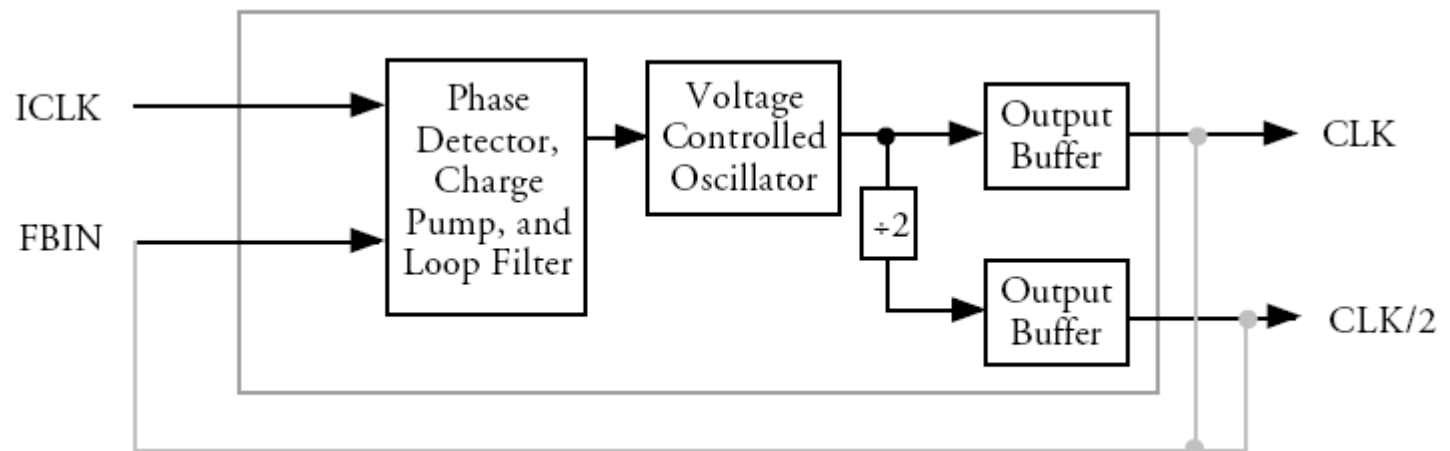 ICLK
FBIN
Phase
Detector,
Charge
Pump, and
Loop Filter
Voltage
Controlled
Oscillator
÷2
Output
Buffer
Output
Buffer
CLK
CLK/2